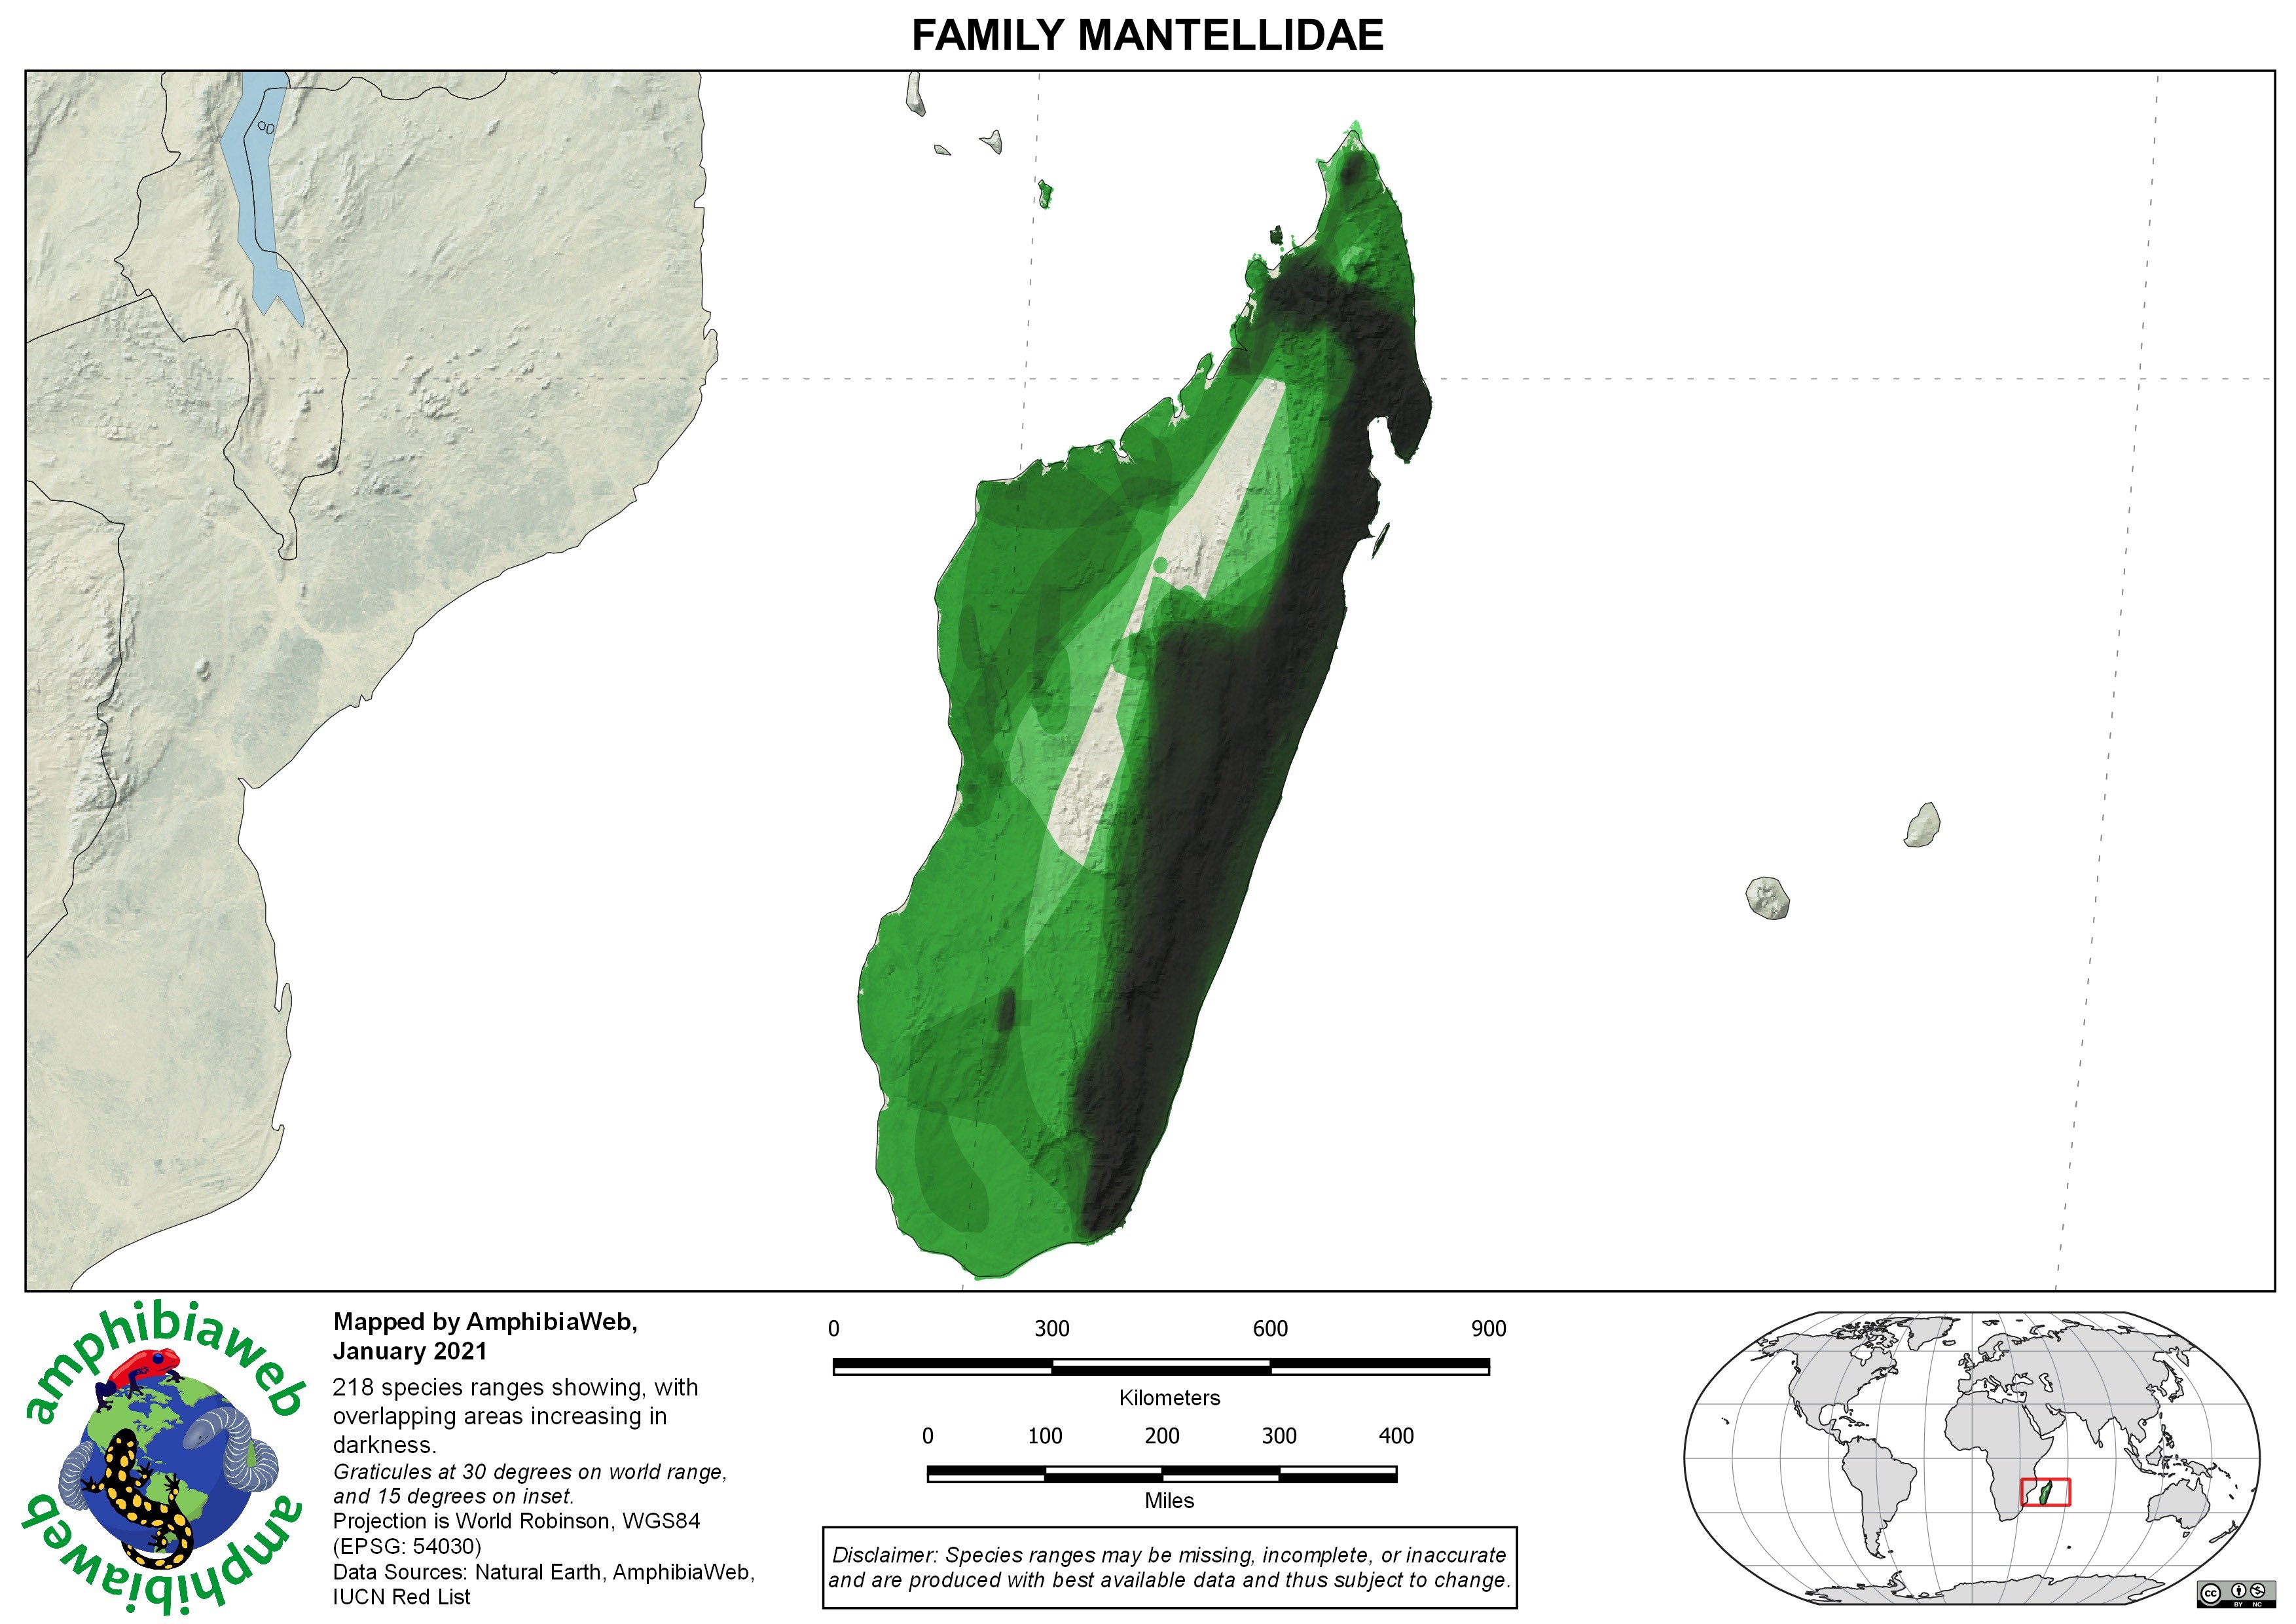 FAMILY MANTELLIDAE
amphibiaweb
amphibiaweb
Mapped by AmphibiaWeb,
January 2021
218 species ranges showing, with
overlapping areas increasing in
darkness.
Graticules at 30 degrees on world range,
and 15 degrees on inset.
Projection is World Robinson, WGS84
(EPSG: 54030)
Data Sources: Natural Earth, AmphibiaWeb,
IUCN Red List
0 300 600 900
Kilometers
0 100 200 300 400
Miles
Disclaimer: Species ranges may be missing, incomplete, or inaccurate
and are produced with best available data and thus subject to change.
cc
BY NC